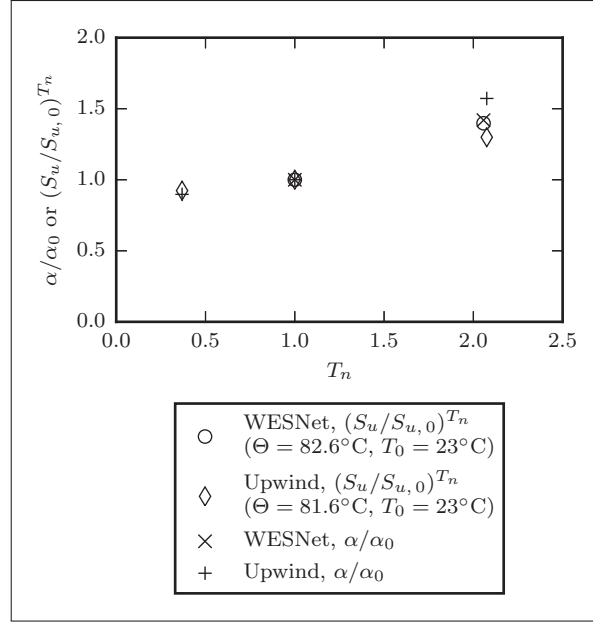 2.0
1.5
1.0
0.5
0.0
α/α₀ or (Sᵤ/Sᵤ,₀)^{Tₙ}
0.0 0.5 1.0 1.5 2.0 2.5
Tₙ
WESNet, (Sᵤ/Sᵤ,₀)^{Tₙ}
(Θ = 82.6°C, T₀ = 23°C)
Upwind, (Sᵤ/Sᵤ,₀)^{Tₙ}
(Θ = 81.6°C, T₀ = 23°C)
WESNet, α/α₀
Upwind, α/α₀